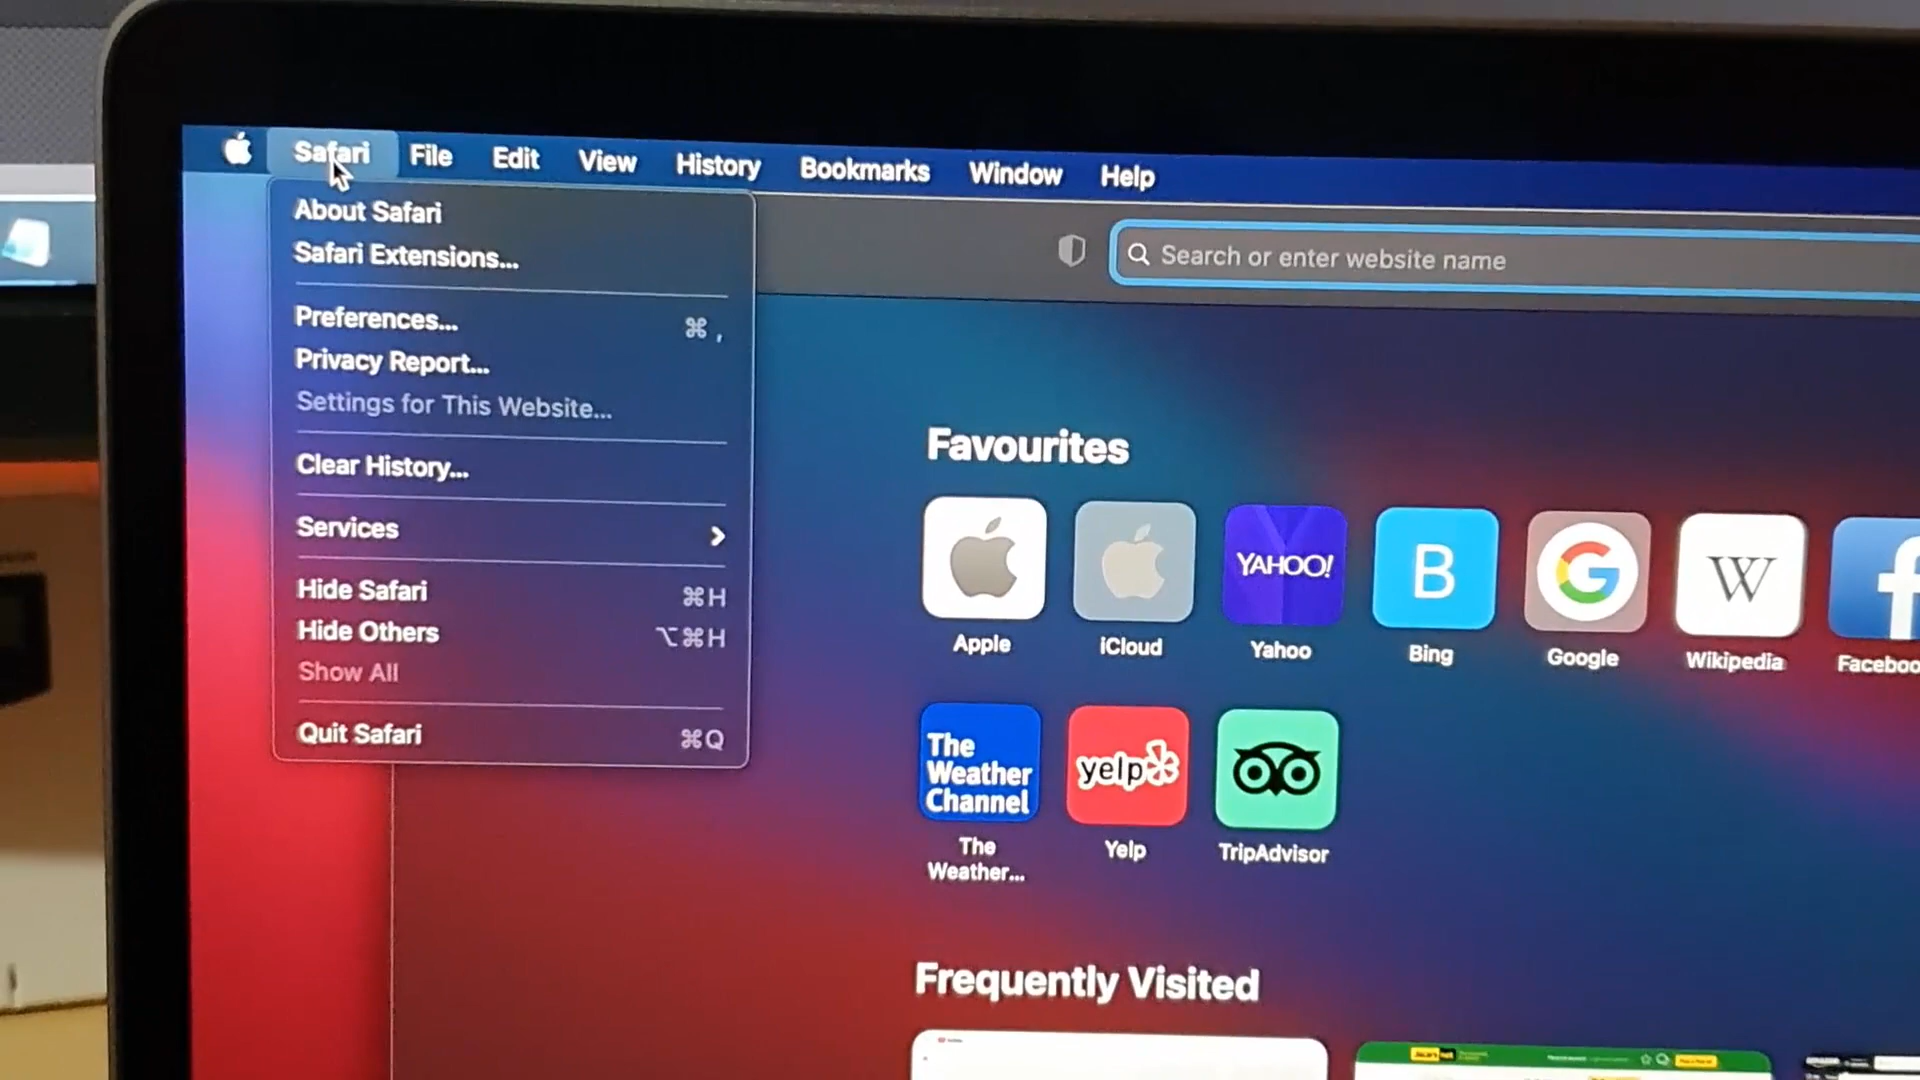 Safari File Edit View History Bookmarks Window Help
About Safari
Safari Extensions...
Preferences... ⌘ ,
Privacy Report...
Settings for This Website...
Clear History...
Services
Hide Safari ⌘H
Hide Others ⌥⌘H
Show All
Quit Safari ⌘Q
Search or enter website name
Favourites
YAHOO!
B
G
W
f
Apple iCloud Yahoo Bing Google Wikipedia Faceboo
The
Weather
Channel
yelp
The
Weather...
Yelp
TripAdvisor
Frequently Visited